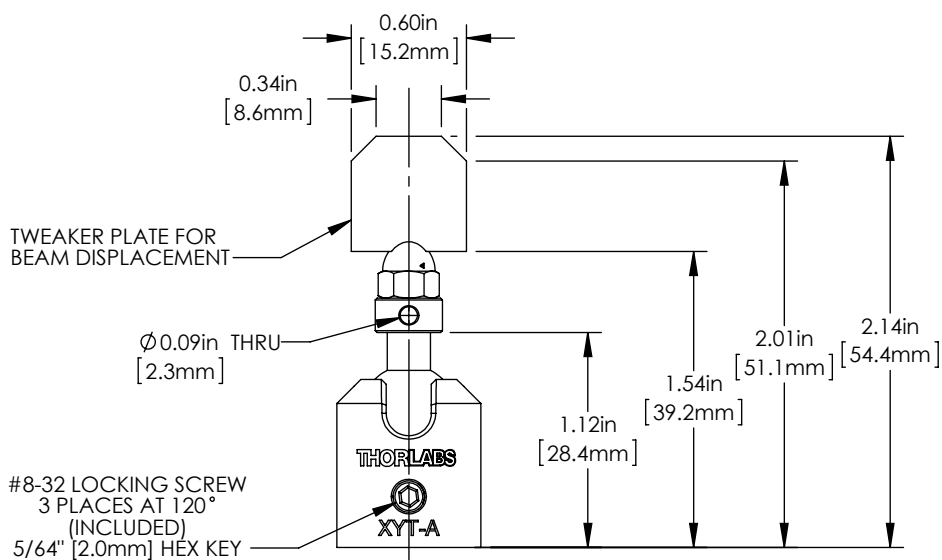 0.60in
[15.2mm]
0.34in
[8.6mm]
TWEAKER PLATE FOR
BEAM DISPLACEMENT
Ø0.09in THRU
[2.3mm]
1.12in
[28.4mm]
1.54in
[39.2mm]
2.01in
[51.1mm]
2.14in
[54.4mm]
THORLABS
XYT-A
#8-32 LOCKING SCREW
3 PLACES AT 120°
(INCLUDED)
5/64" [2.0mm] HEX KEY